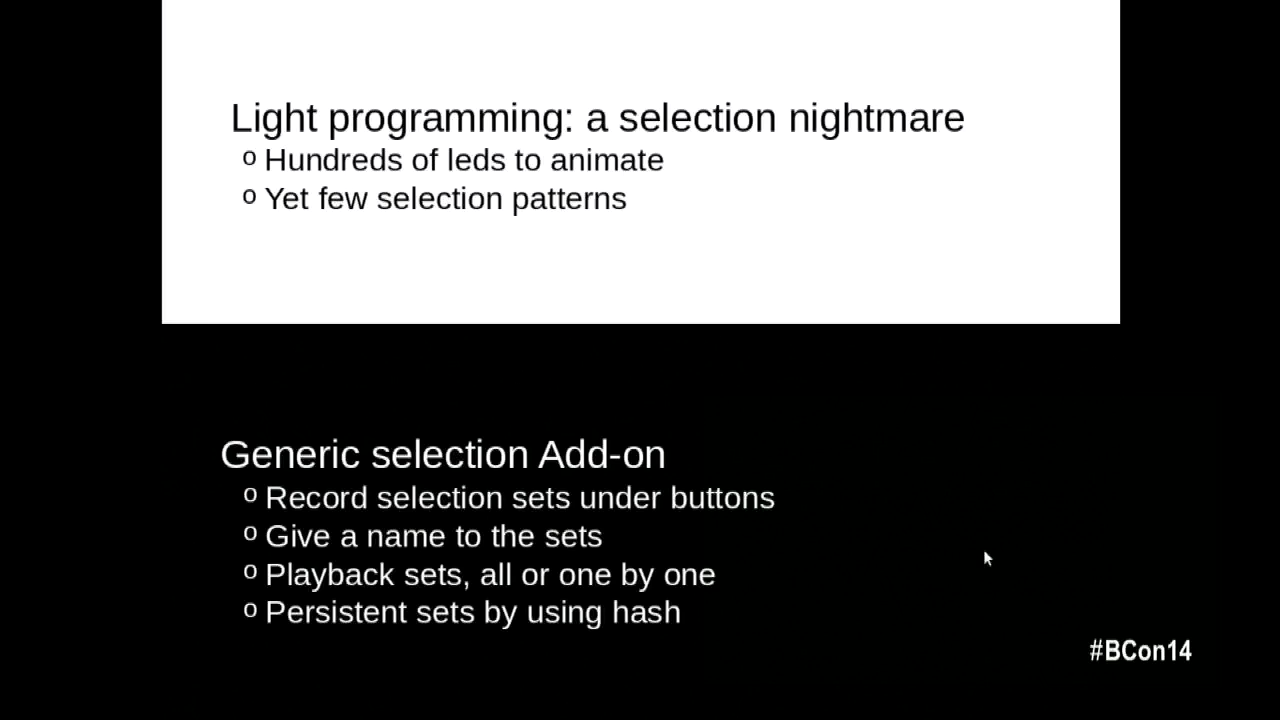 Light programming: a selection nightmare
o Hundreds of leds to animate
o Yet few selection patterns
Generic selection Add-on
o Record selection sets under buttons
o Give a name to the sets
o Playback sets, all or one by one
o Persistent sets by using hash
#BCon14